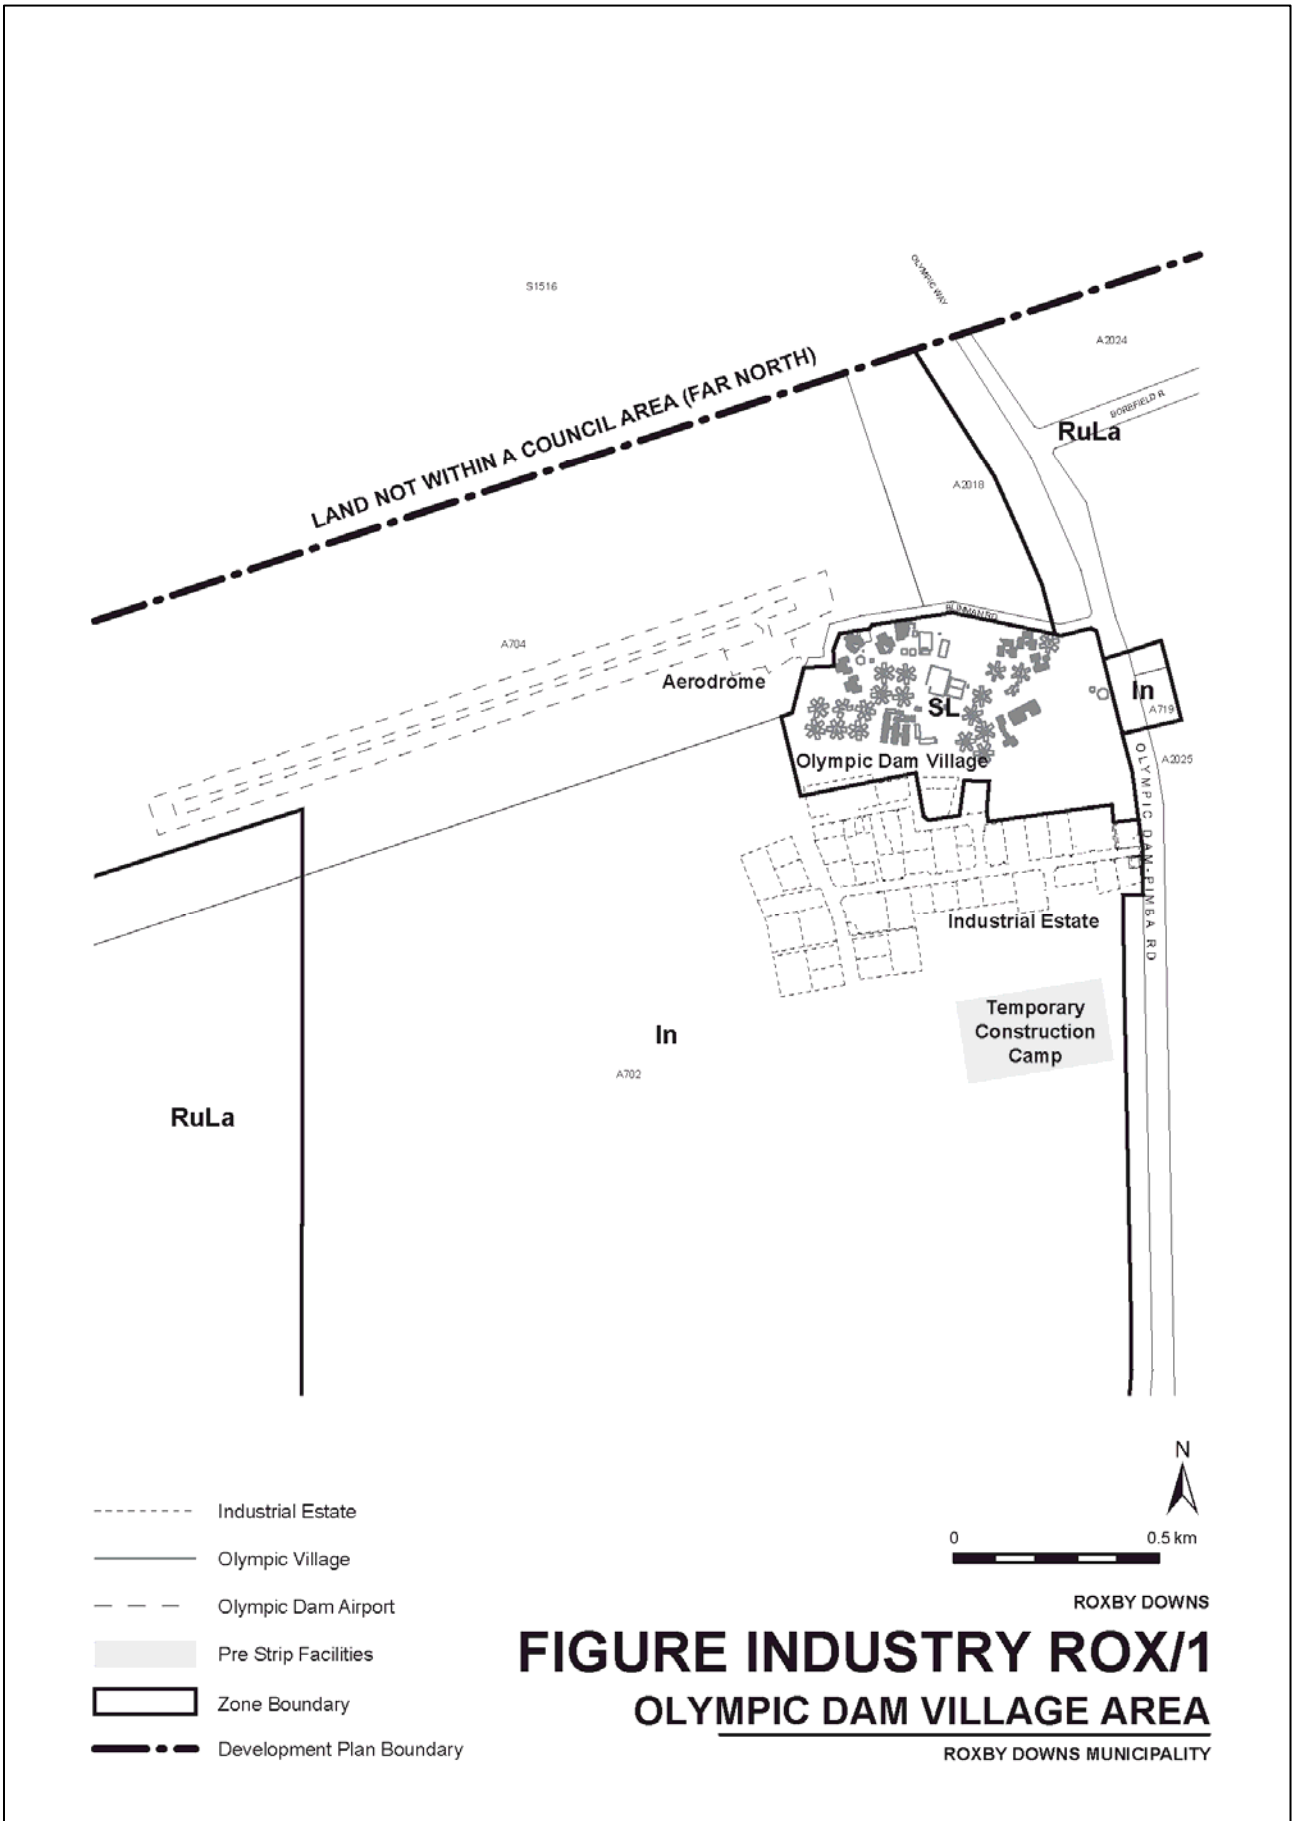 OLYMPIC WAY
S1516
A2024
LAND NOT WITHIN A COUNCIL AREA (FAR NORTH)
BOREFIELD R
RuLa
A2018
BLINMAN RD
A704
Aerodrome
In
A719
SL
Olympic Dam Village
A2025
OLYMPIC DAM-PIMBA RD
Industrial Estate
Temporary
Construction
Camp
In
A702
RuLa
N
0 0.5 km
Industrial Estate
Olympic Village
Olympic Dam Airport
Pre Strip Facilities
Zone Boundary
Development Plan Boundary
ROXBY DOWNS
FIGURE INDUSTRY ROX/1
OLYMPIC DAM VILLAGE AREA
ROXBY DOWNS MUNICIPALITY